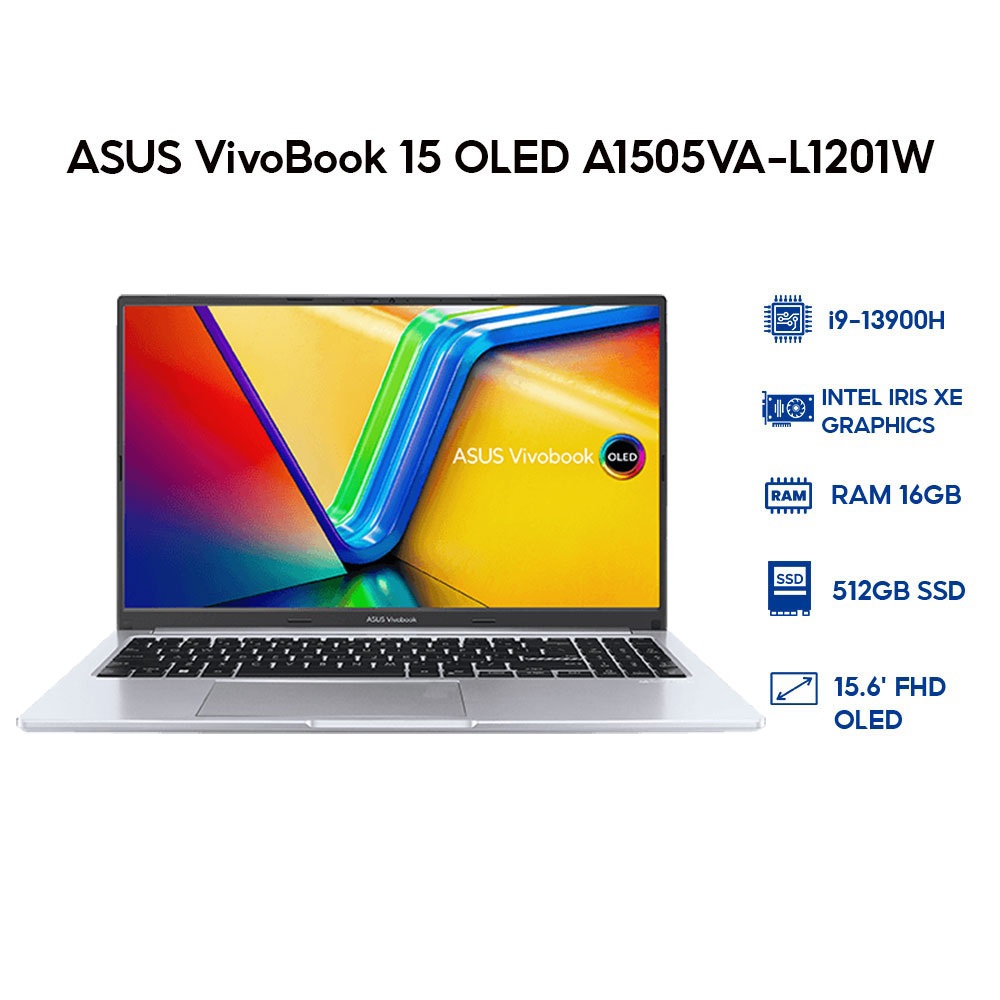 ASUS VivoBook 15 OLED A1505VA-L1201W
i9-13900H
INTEL IRIS XE
GRAPHICS
RAM
RAM 16GB
SSD
512GB SSD
15.6' FHD
OLED
ASUS Vivobook OLED
ASUS Vivobook